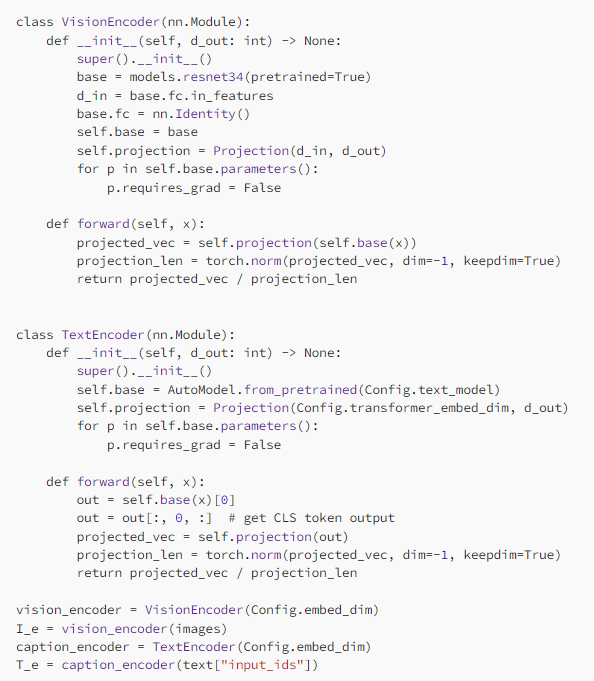 class VisionEncoder(nn.Module):
    def __init__(self, d_out: int) -> None:
        super().__init__()
        base = models.resnet34(pretrained=True)
        d_in = base.fc.in_features
        base.fc = nn.Identity()
        self.base = base
        self.projection = Projection(d_in, d_out)
        for p in self.base.parameters():
            p.requires_grad = False

    def forward(self, x):
        projected_vec = self.projection(self.base(x))
        projection_len = torch.norm(projected_vec, dim=-1, keepdim=True)
        return projected_vec / projection_len


class TextEncoder(nn.Module):
    def __init__(self, d_out: int) -> None:
        super().__init__()
        self.base = AutoModel.from_pretrained(Config.text_model)
        self.projection = Projection(Config.transformer_embed_dim, d_out)
        for p in self.base.parameters():
            p.requires_grad = False

    def forward(self, x):
        out = self.base(x)[0]
        out = out[:, 0, :]  # get CLS token output
        projected_vec = self.projection(out)
        projection_len = torch.norm(projected_vec, dim=-1, keepdim=True)
        return projected_vec / projection_len

vision_encoder = VisionEncoder(Config.embed_dim)
I_e = vision_encoder(images)
caption_encoder = TextEncoder(Config.embed_dim)
T_e = caption_encoder(text["input_ids"])